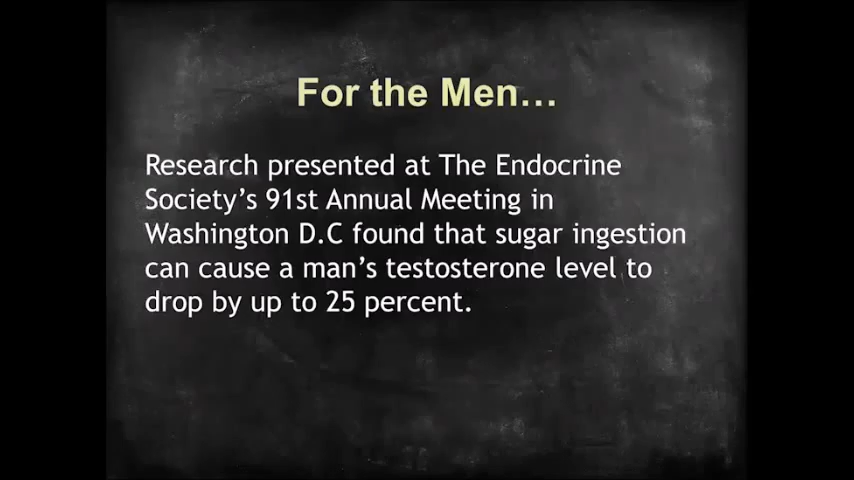 For the Men...
Research presented at The Endocrine
Society's 91st Annual Meeting in
Washington D.C found that sugar ingestion
can cause a man's testosterone level to
drop by up to 25 percent.